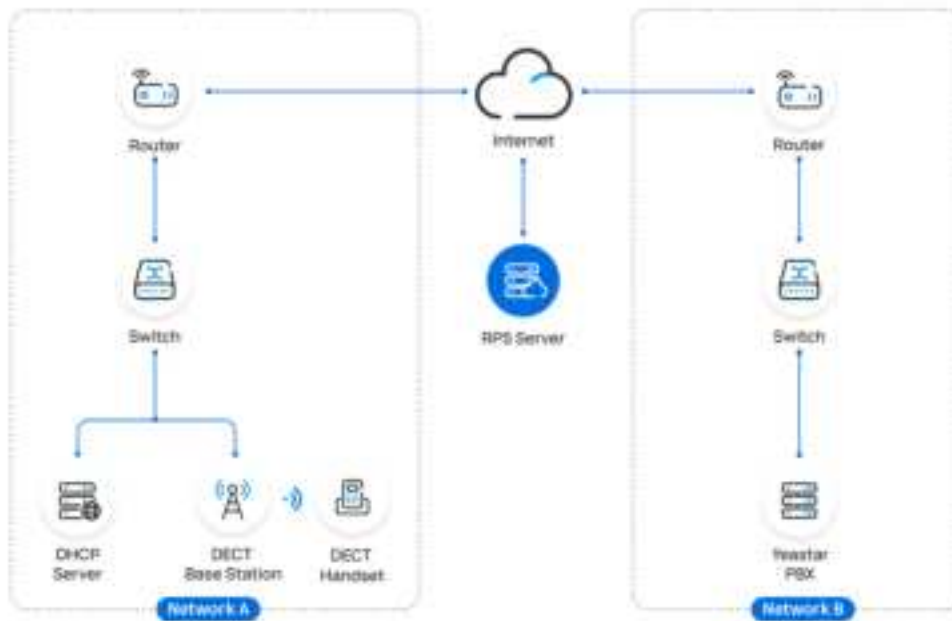 Router
Internet
Router
Switch
RPS Server
Switch
DHCP
Server
DECT
Base Station
DECT
Handset
Yeastar
PBX
Network A
Network B